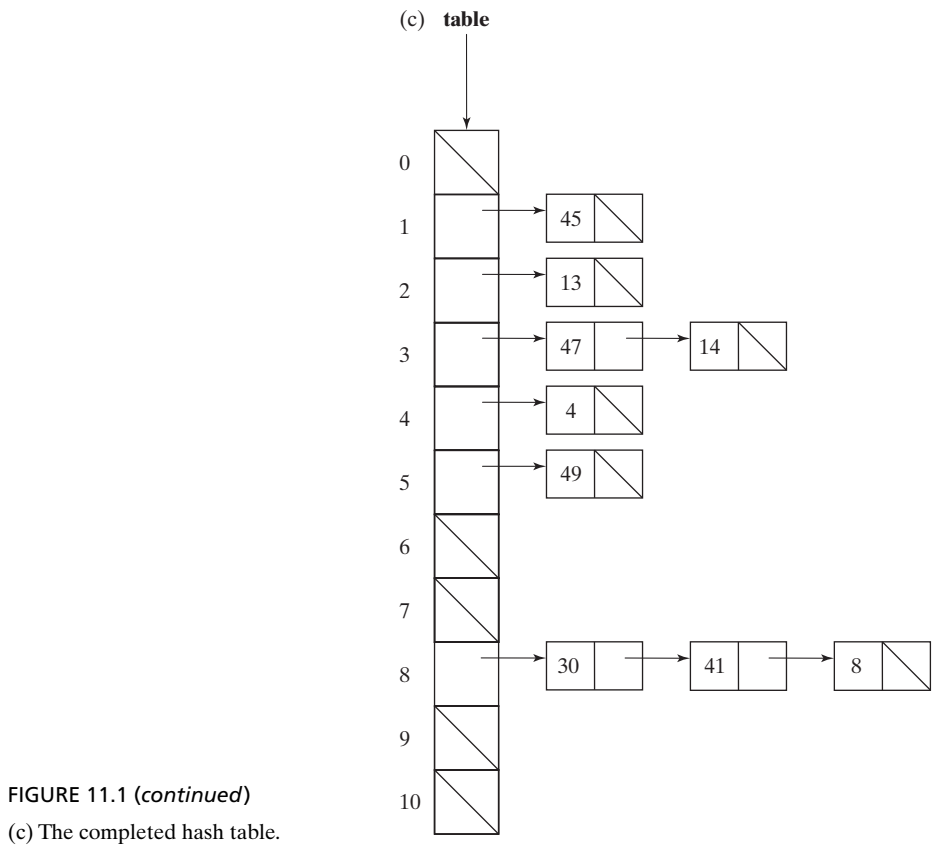 (c) table
0
1 45
2 13
3 47 14
4 4
5 49
6
7
8 30 41 8
9
10
FIGURE 11.1 (continued)
(c) The completed hash table.